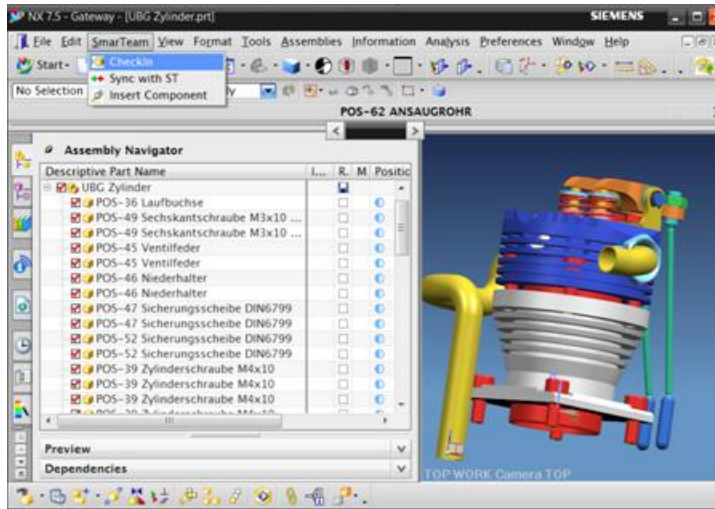 NX 7.5 - Gateway - [UBG Zylinder.prt]
SIEMENS
File Edit SmarTeam View Format Tools Assemblies Information Analysis Preferences Window Help
Start
CheckIn
Sync with ST
Insert Component
No Selection
POS-62 ANSAUGROHR
Assembly Navigator
Descriptive Part Name I... R. M Positic
UBG Zylinder
POS-36 Laufbuchse
POS-49 Sechskantschraube M3x10 ...
POS-49 Sechskantschraube M3x10 ...
POS-45 Ventilfeder
POS-45 Ventilfeder
POS-46 Niederhalter
POS-46 Niederhalter
POS-47 Sicherungsscheibe DIN6799
POS-47 Sicherungsscheibe DIN6799
POS-52 Sicherungsscheibe DIN6799
POS-52 Sicherungsscheibe DIN6799
POS-39 Zylinderschraube M4x10
POS-39 Zylinderschraube M4x10
Preview
Dependencies
TOP WORK Camera TOP